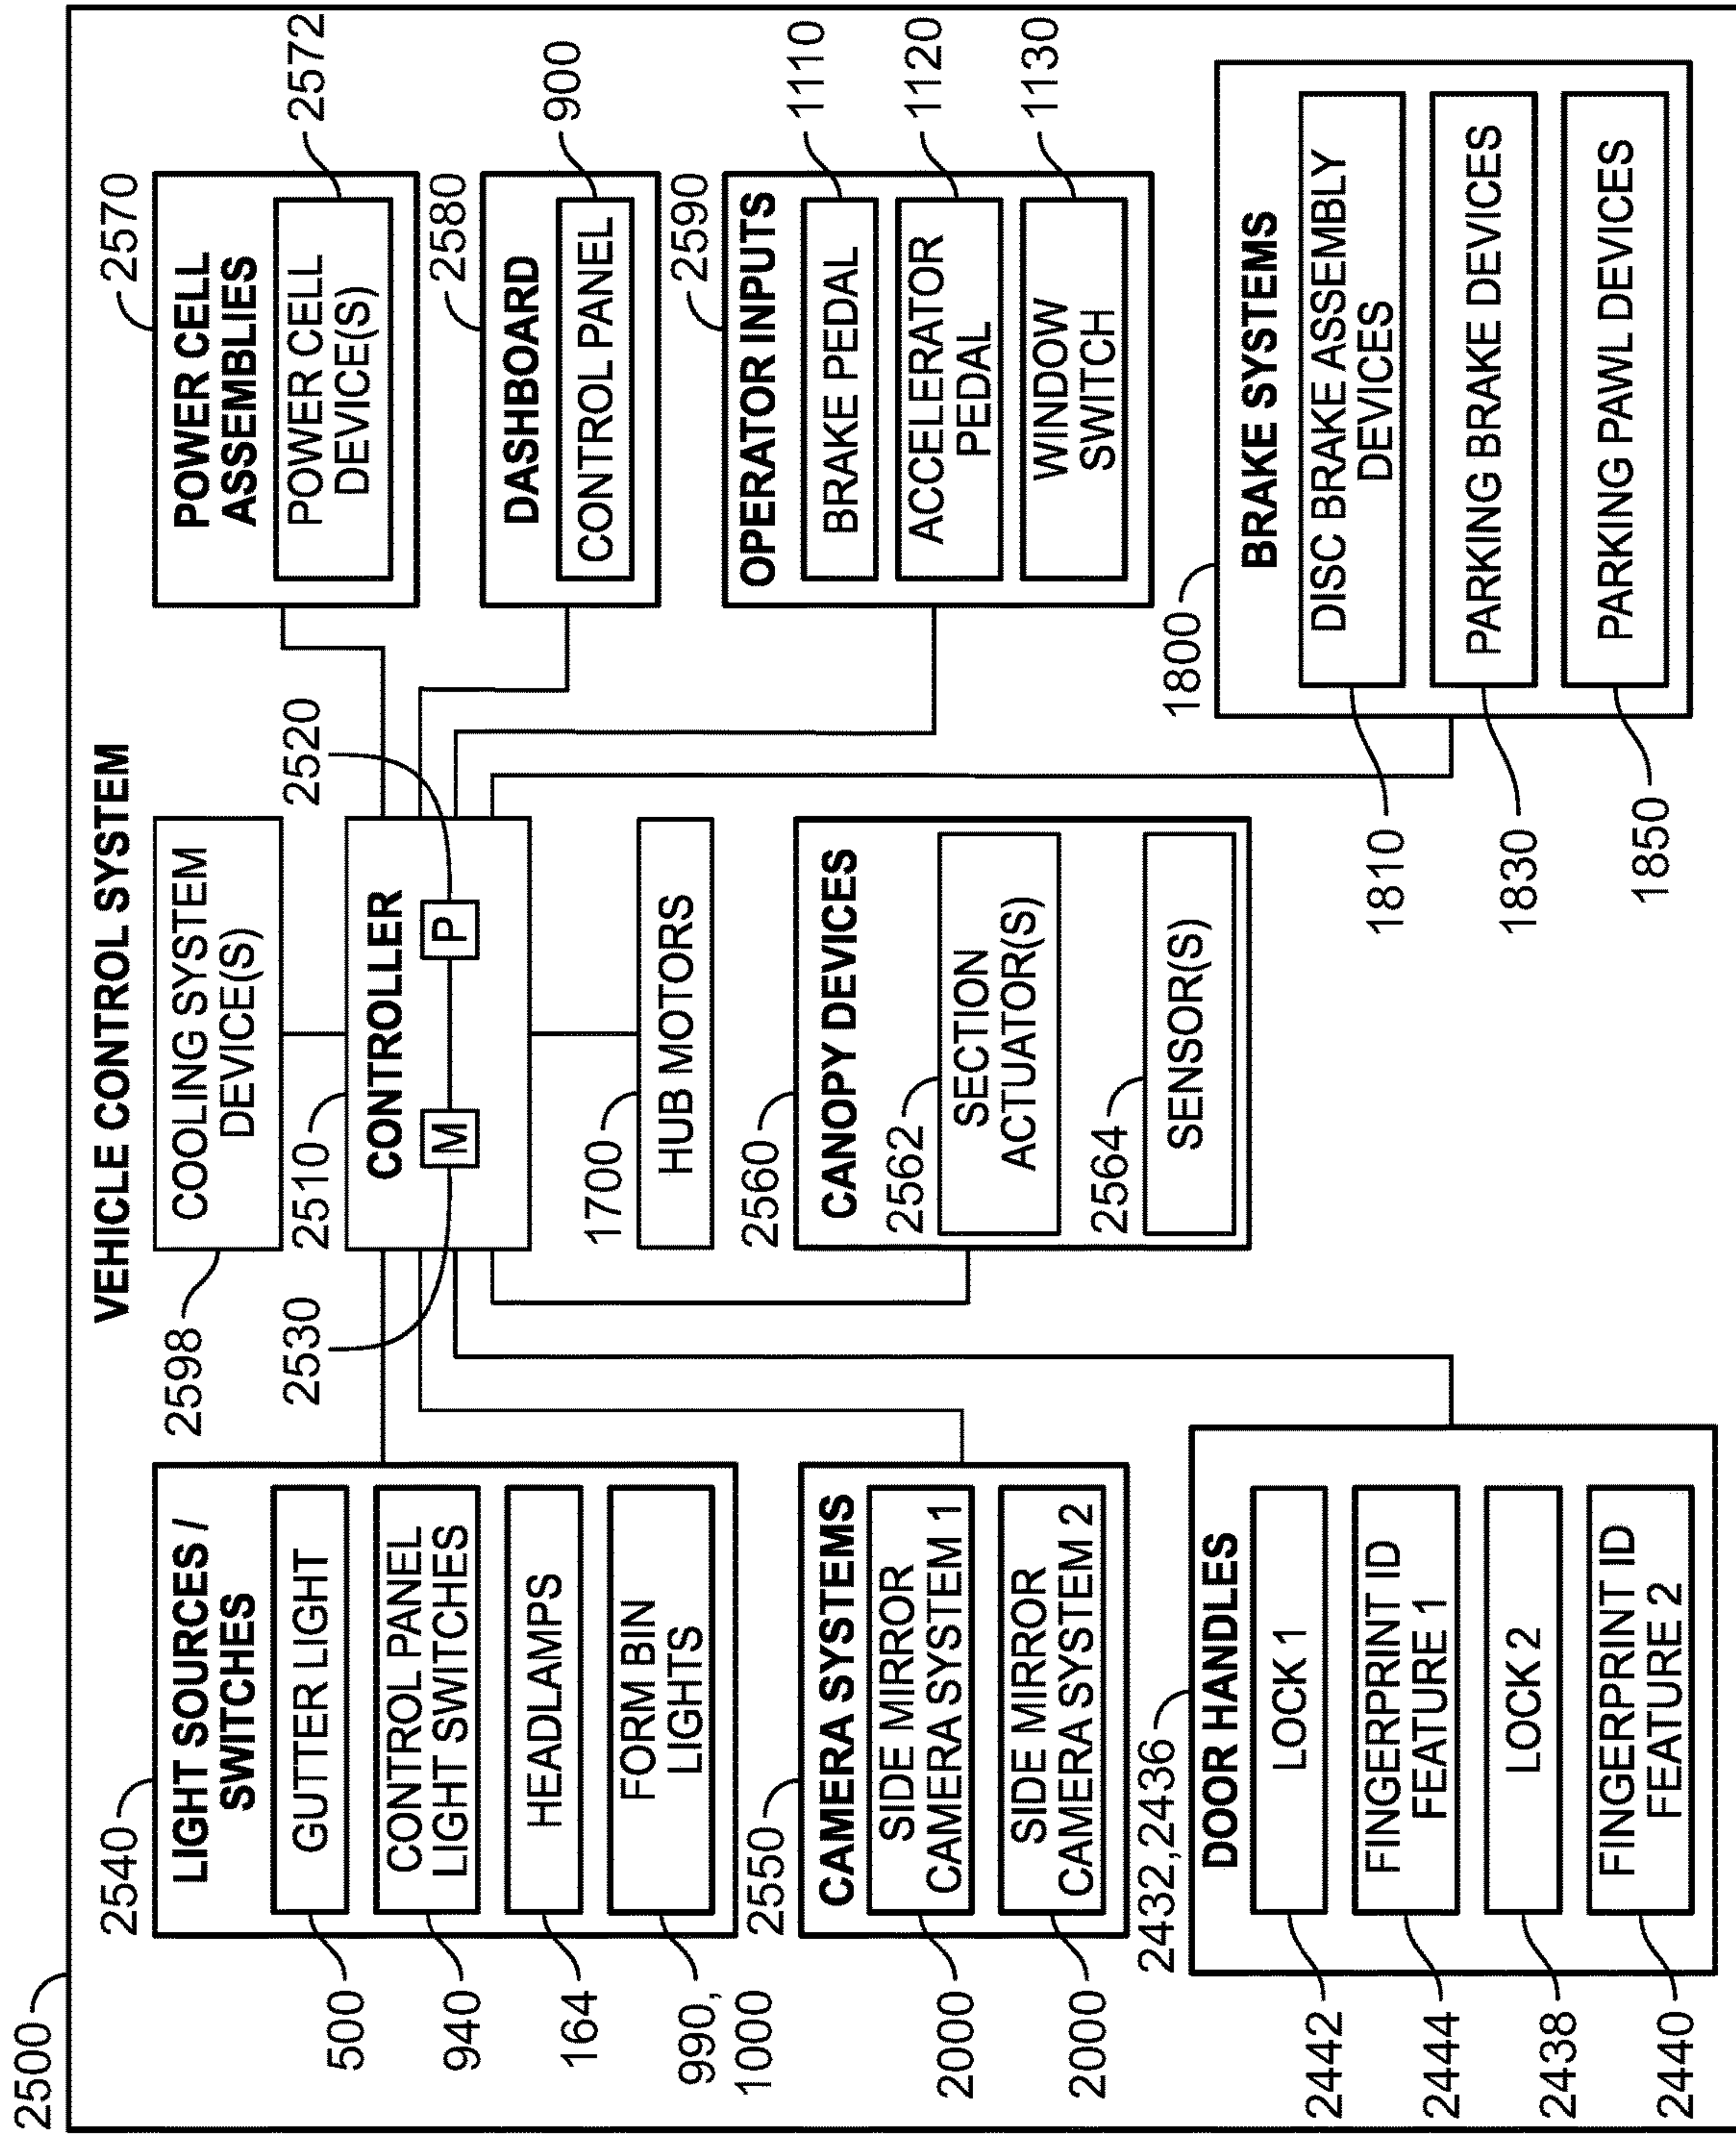 2500
VEHICLE CONTROL SYSTEM
2540
LIGHT SOURCES /
SWITCHES
500
GUTTER LIGHT
940
CONTROL PANEL
LIGHT SWITCHES
164
HEADLAMPS
990,
1000
FORM BIN
LIGHTS
2550
CAMERA SYSTEMS
2000
SIDE MIRROR
CAMERA SYSTEM 1
2000
SIDE MIRROR
CAMERA SYSTEM 2
2432,2436
DOOR HANDLES
2442
LOCK 1
2444
FINGERPRINT ID
FEATURE 1
2438
LOCK 2
2440
FINGERPRINT ID
FEATURE 2
2598
COOLING SYSTEM
DEVICE(S)
2510
CONTROLLER
2530
M
P
2520
1700
HUB MOTORS
2560
CANOPY DEVICES
2562
SECTION
ACTUATOR(S)
2564
SENSOR(S)
2570
POWER CELL
ASSEMBLIES
POWER CELL
DEVICE(S)
2572
2580
DASHBOARD
CONTROL PANEL
900
2590
OPERATOR INPUTS
BRAKE PEDAL
1110
ACCELERATOR
PEDAL
1120
WINDOW
SWITCH
1130
1800
BRAKE SYSTEMS
1810
DISC BRAKE ASSEMBLY
DEVICES
1830
PARKING BRAKE DEVICES
1850
PARKING PAWL DEVICES